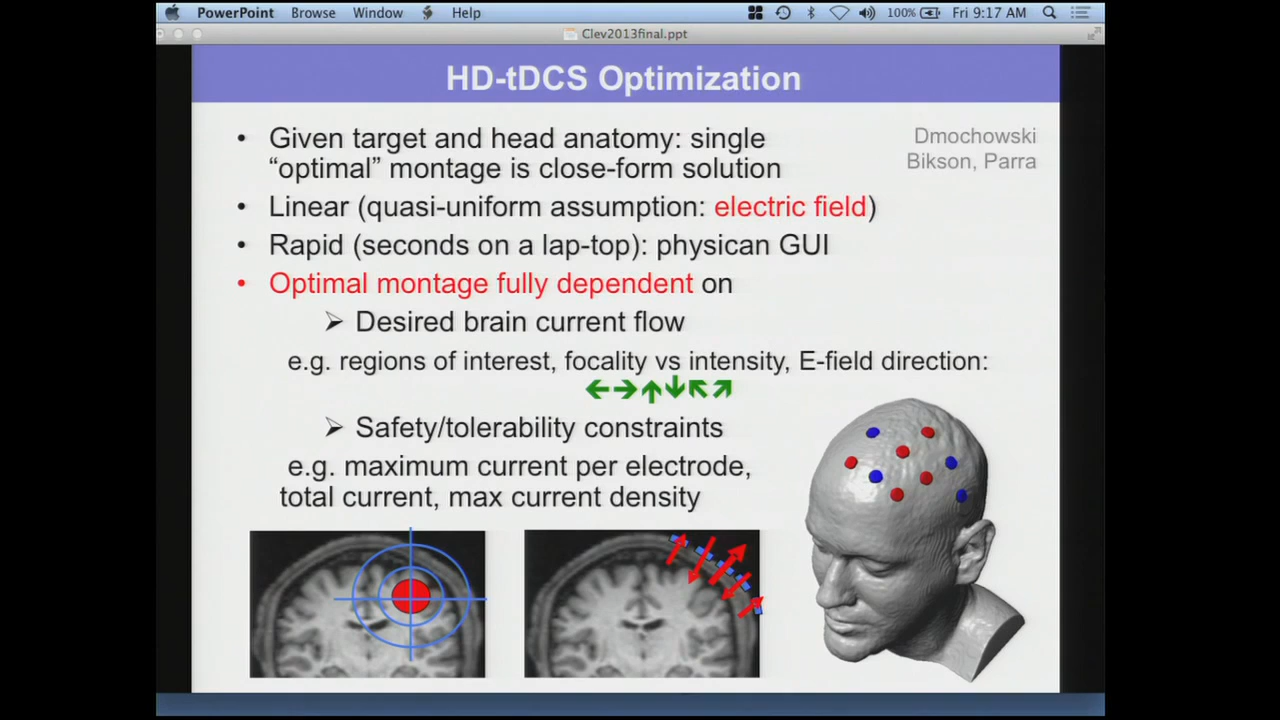 PowerPoint Browse Window Help 100% Fri 9:17 AM
Clev2013final.ppt
HD-tDCS Optimization
• Given target and head anatomy: single
“optimal” montage is close-form solution
Dmochowski
Bikson, Parra
• Linear (quasi-uniform assumption: electric field)
• Rapid (seconds on a lap-top): physican GUI
• Optimal montage fully dependent on
➢ Desired brain current flow
e.g. regions of interest, focality vs intensity, E-field direction:
➢ Safety/tolerability constraints
e.g. maximum current per electrode,
total current, max current density